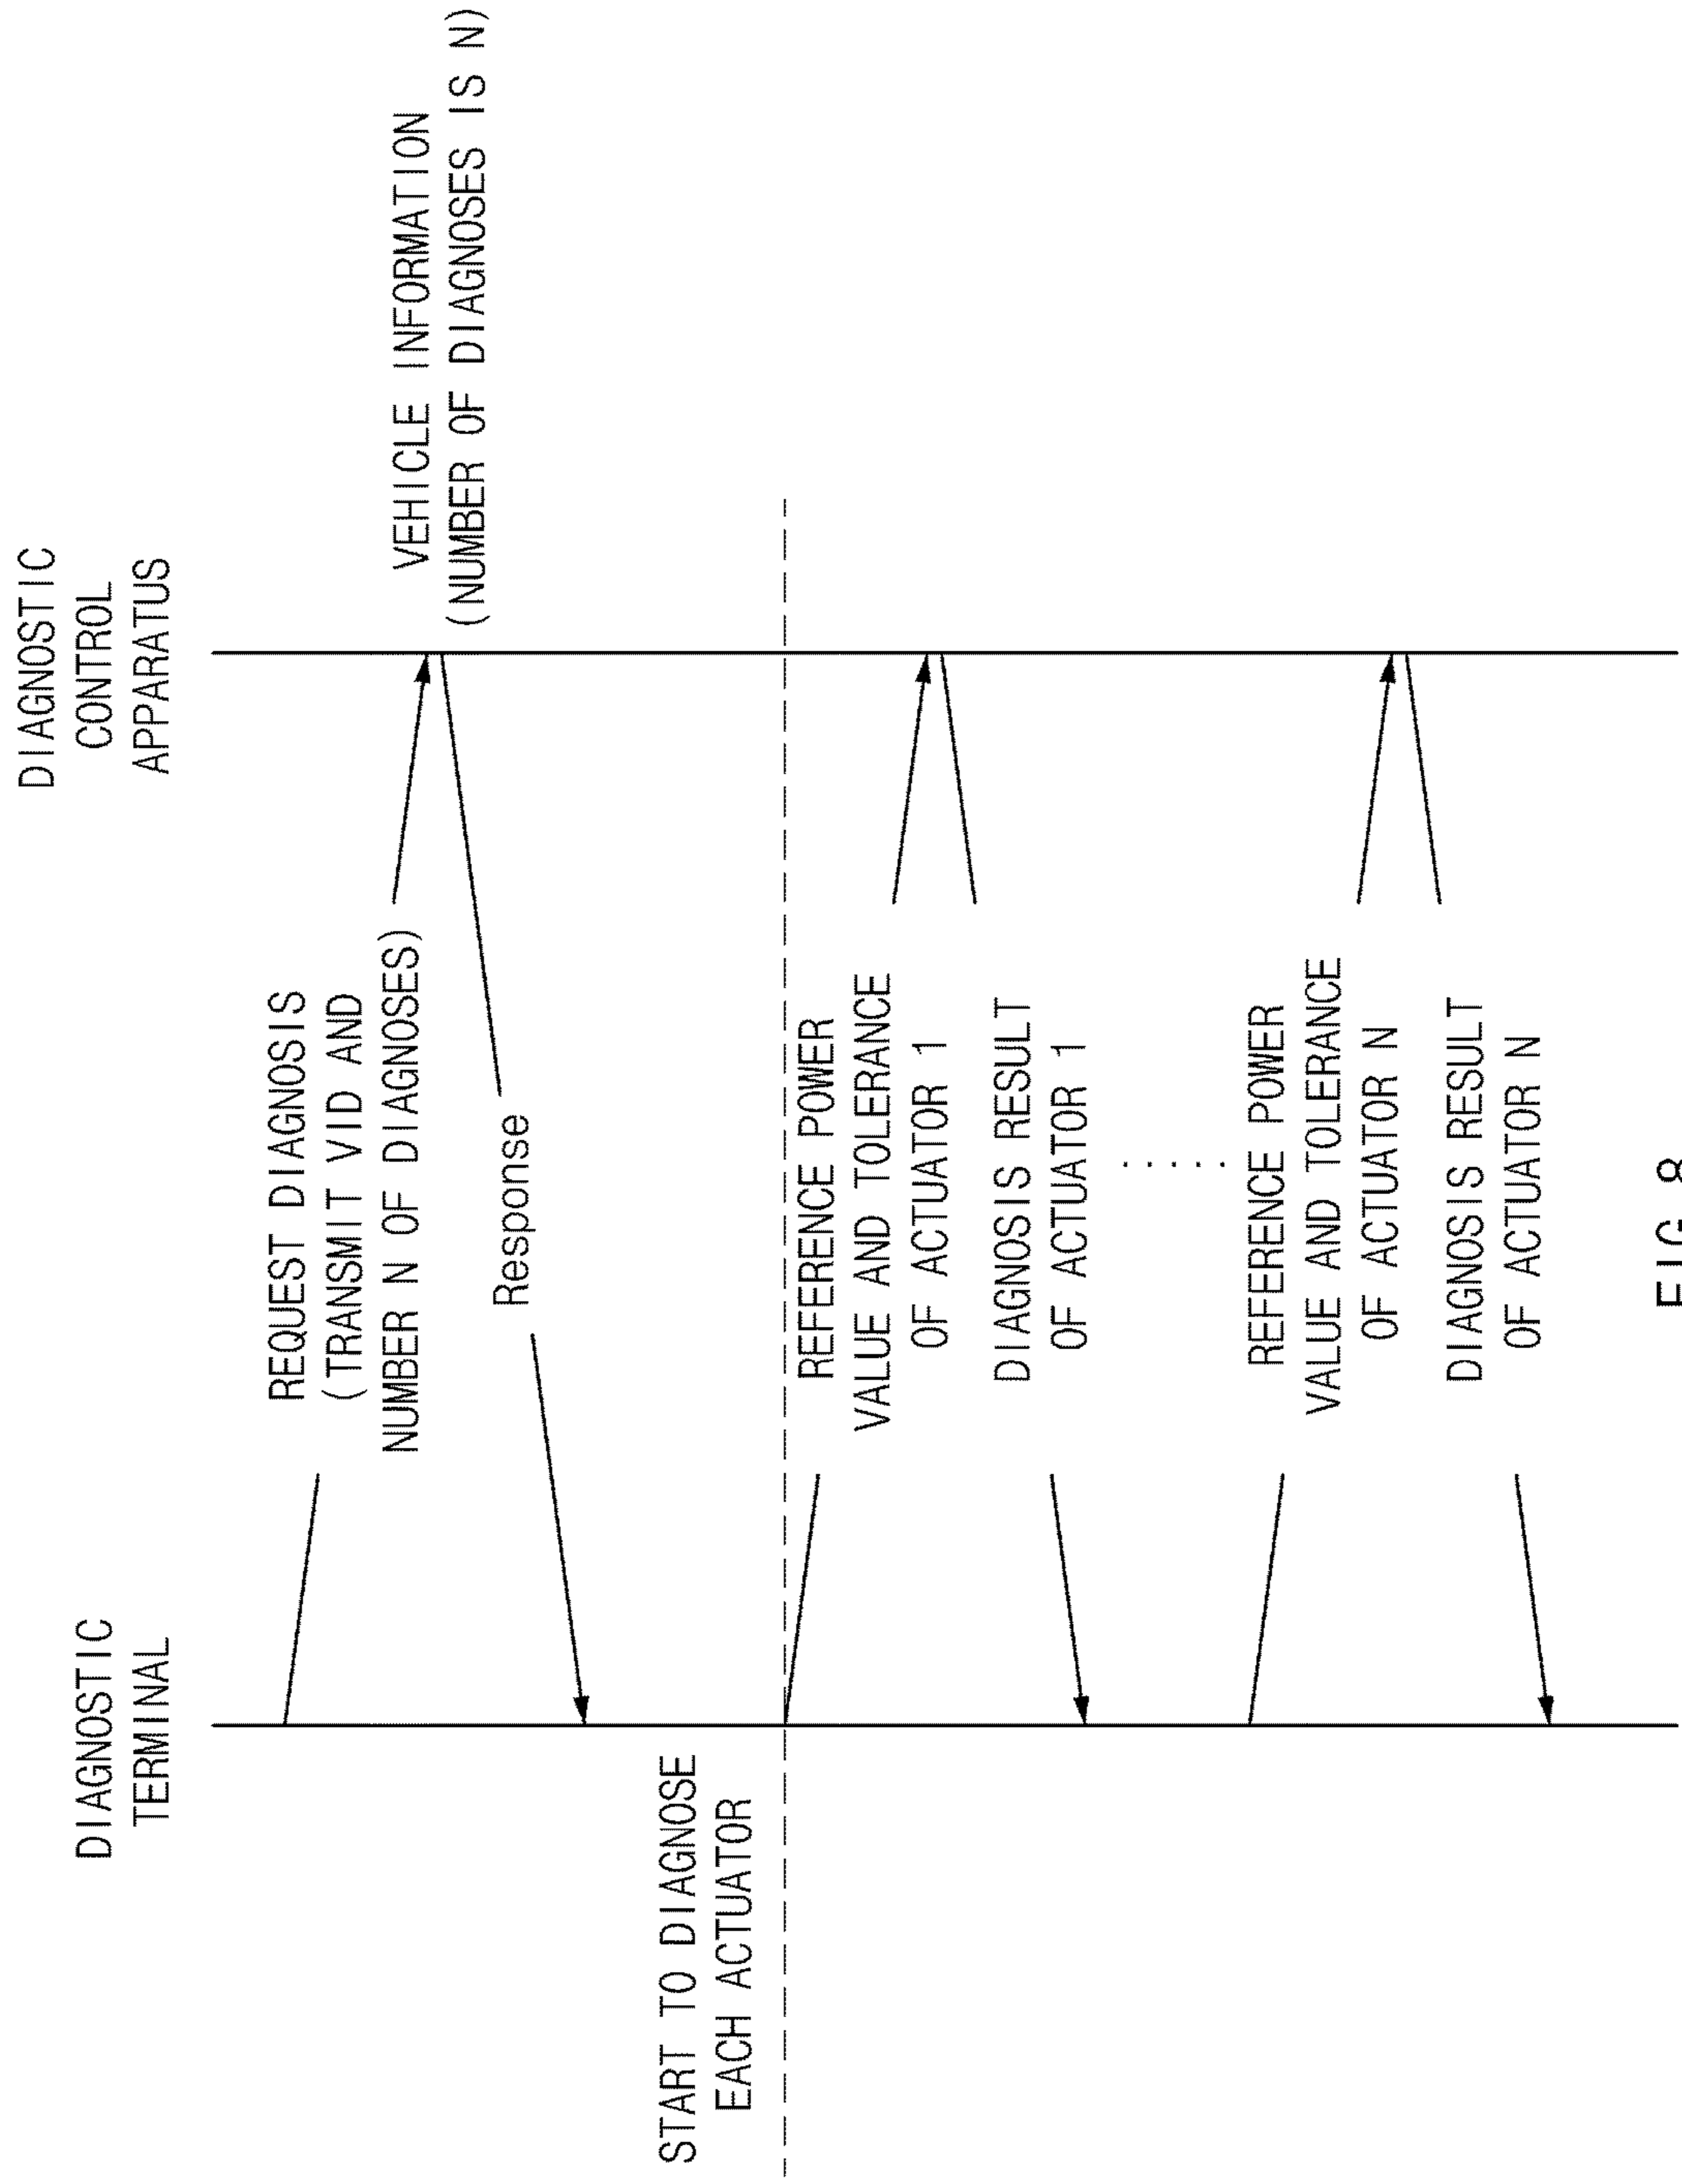 DIAGNOSTIC
TERMINAL
DIAGNOSTIC
CONTROL
APPARATUS
REQUEST DIAGNOSIS
(TRANSMIT VID AND
NUMBER N OF DIAGNOSES)
VEHICLE INFORMATION
(NUMBER OF DIAGNOSES IS N)
Response
START TO DIAGNOSE
EACH ACTUATOR
REFERENCE POWER
VALUE AND TOLERANCE
OF ACTUATOR 1
DIAGNOSIS RESULT
OF ACTUATOR 1
.....
REFERENCE POWER
VALUE AND TOLERANCE
OF ACTUATOR N
DIAGNOSIS RESULT
OF ACTUATOR N
FIG. 8